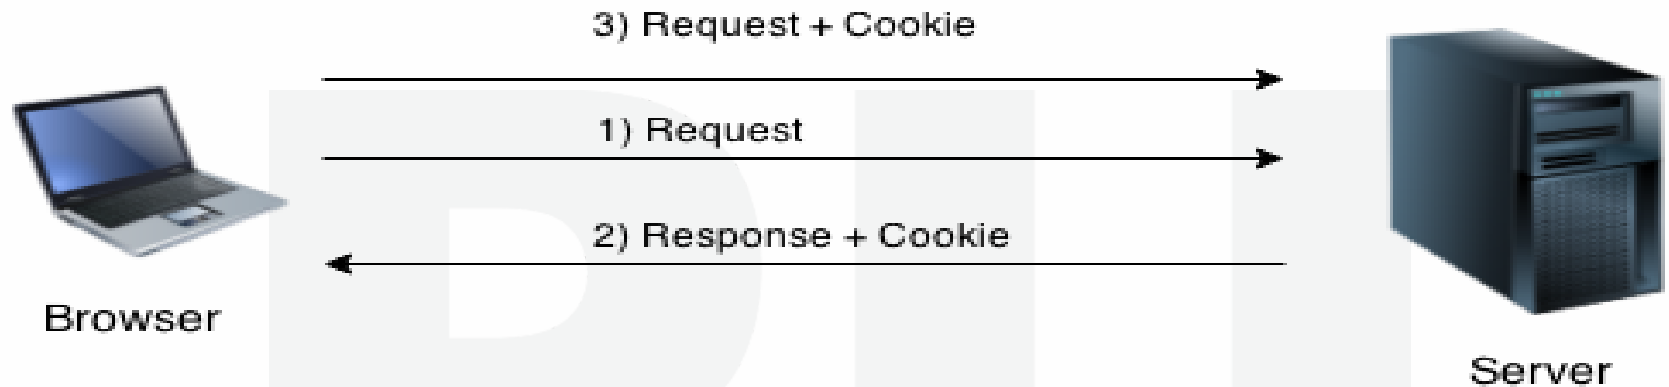 3) Request + Cookie
1) Request
2) Response + Cookie
Browser
Server